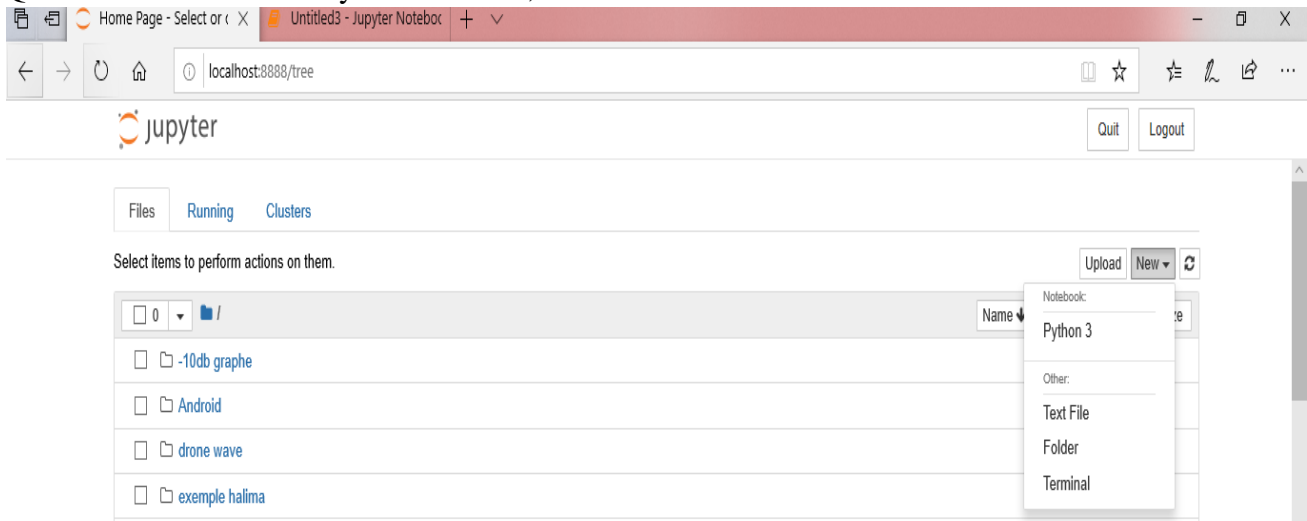 Home Page - Select or c
Untitled3 - Jupyter Noteboc
localhost:8888/tree
jupyter
Quit Logout
Files Running Clusters
Select items to perform actions on them.
Upload New
0 /
Name
Notebook:
Python 3
Other:
Text File
Folder
Terminal
-10db graphe
Android
drone wave
exemple halima